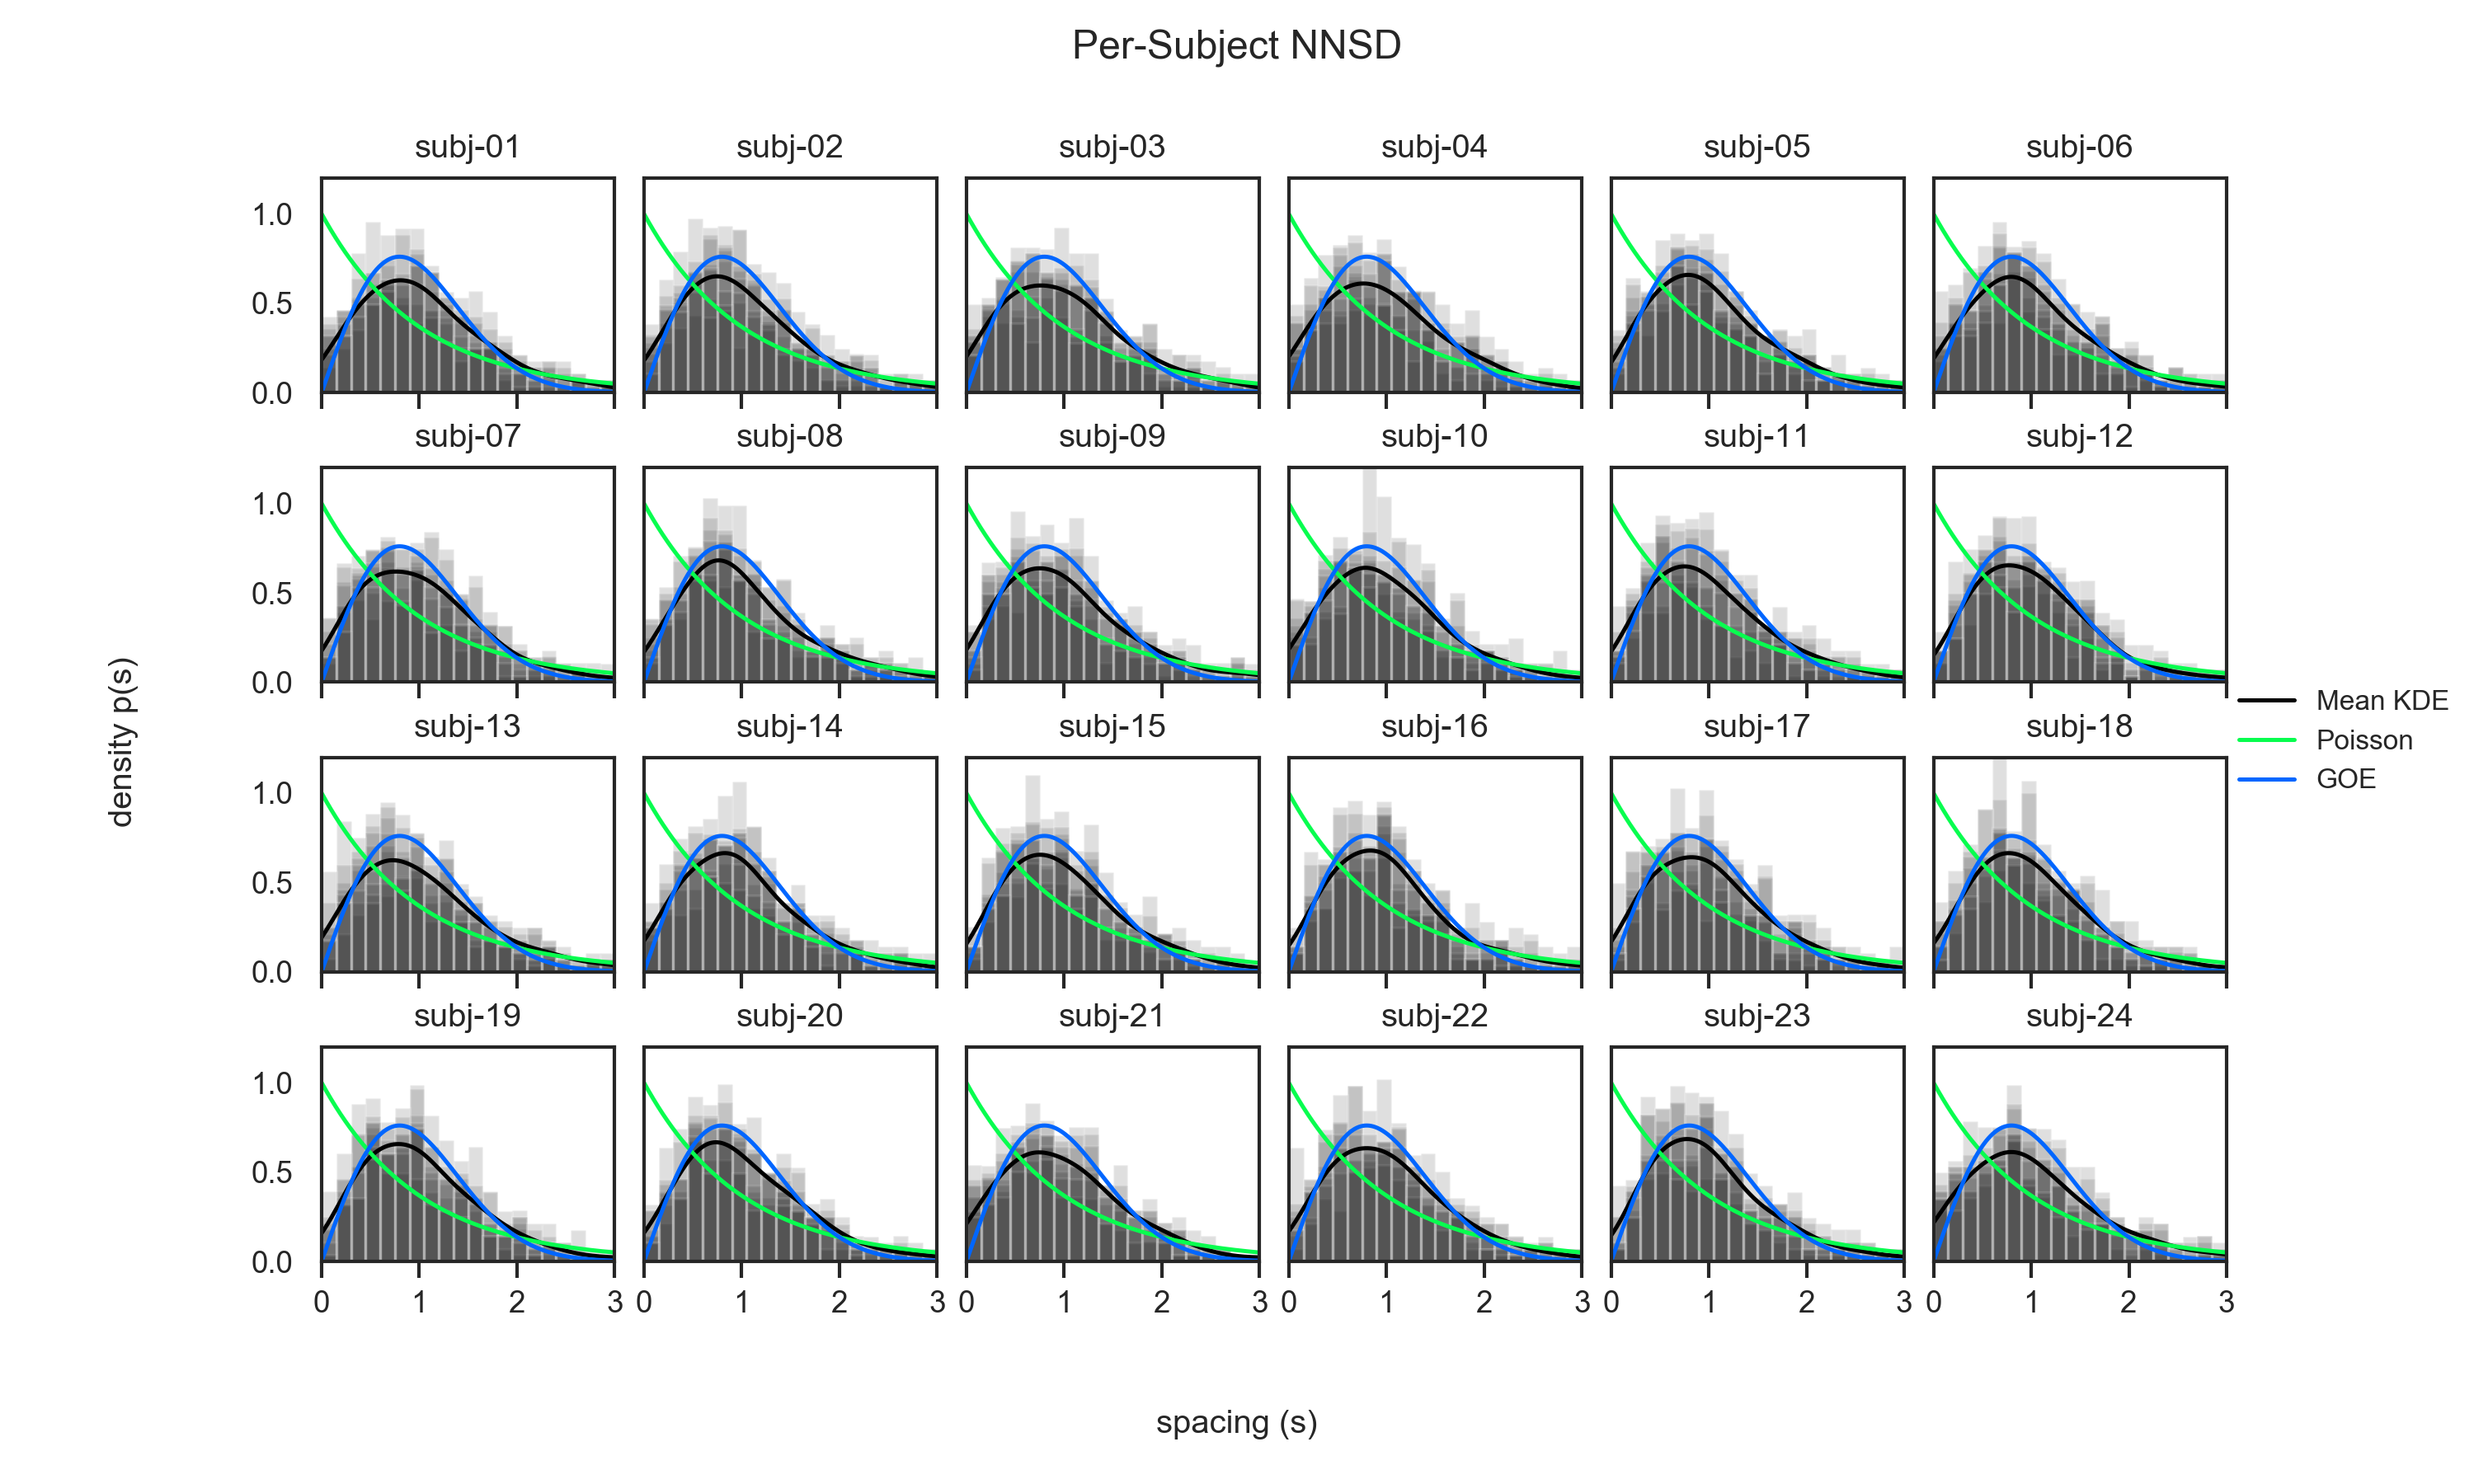 Per-Subject NNSD
subj-01 subj-02 subj-03 subj-04 subj-05 subj-06
1.0
0.5
0.0
subj-07 subj-08 subj-09 subj-10 subj-11 subj-12
1.0
0.5
0.0
subj-13 subj-14 subj-15 subj-16 subj-17 subj-18
1.0
0.5
0.0
subj-19 subj-20 subj-21 subj-22 subj-23 subj-24
1.0
0.5
0.0
0 1 2 3 0 1 2 3 0 1 2 3 0 1 2 3 0 1 2 3 0 1 2 3
density p(s)
spacing (s)
Mean KDE
Poisson
GOE